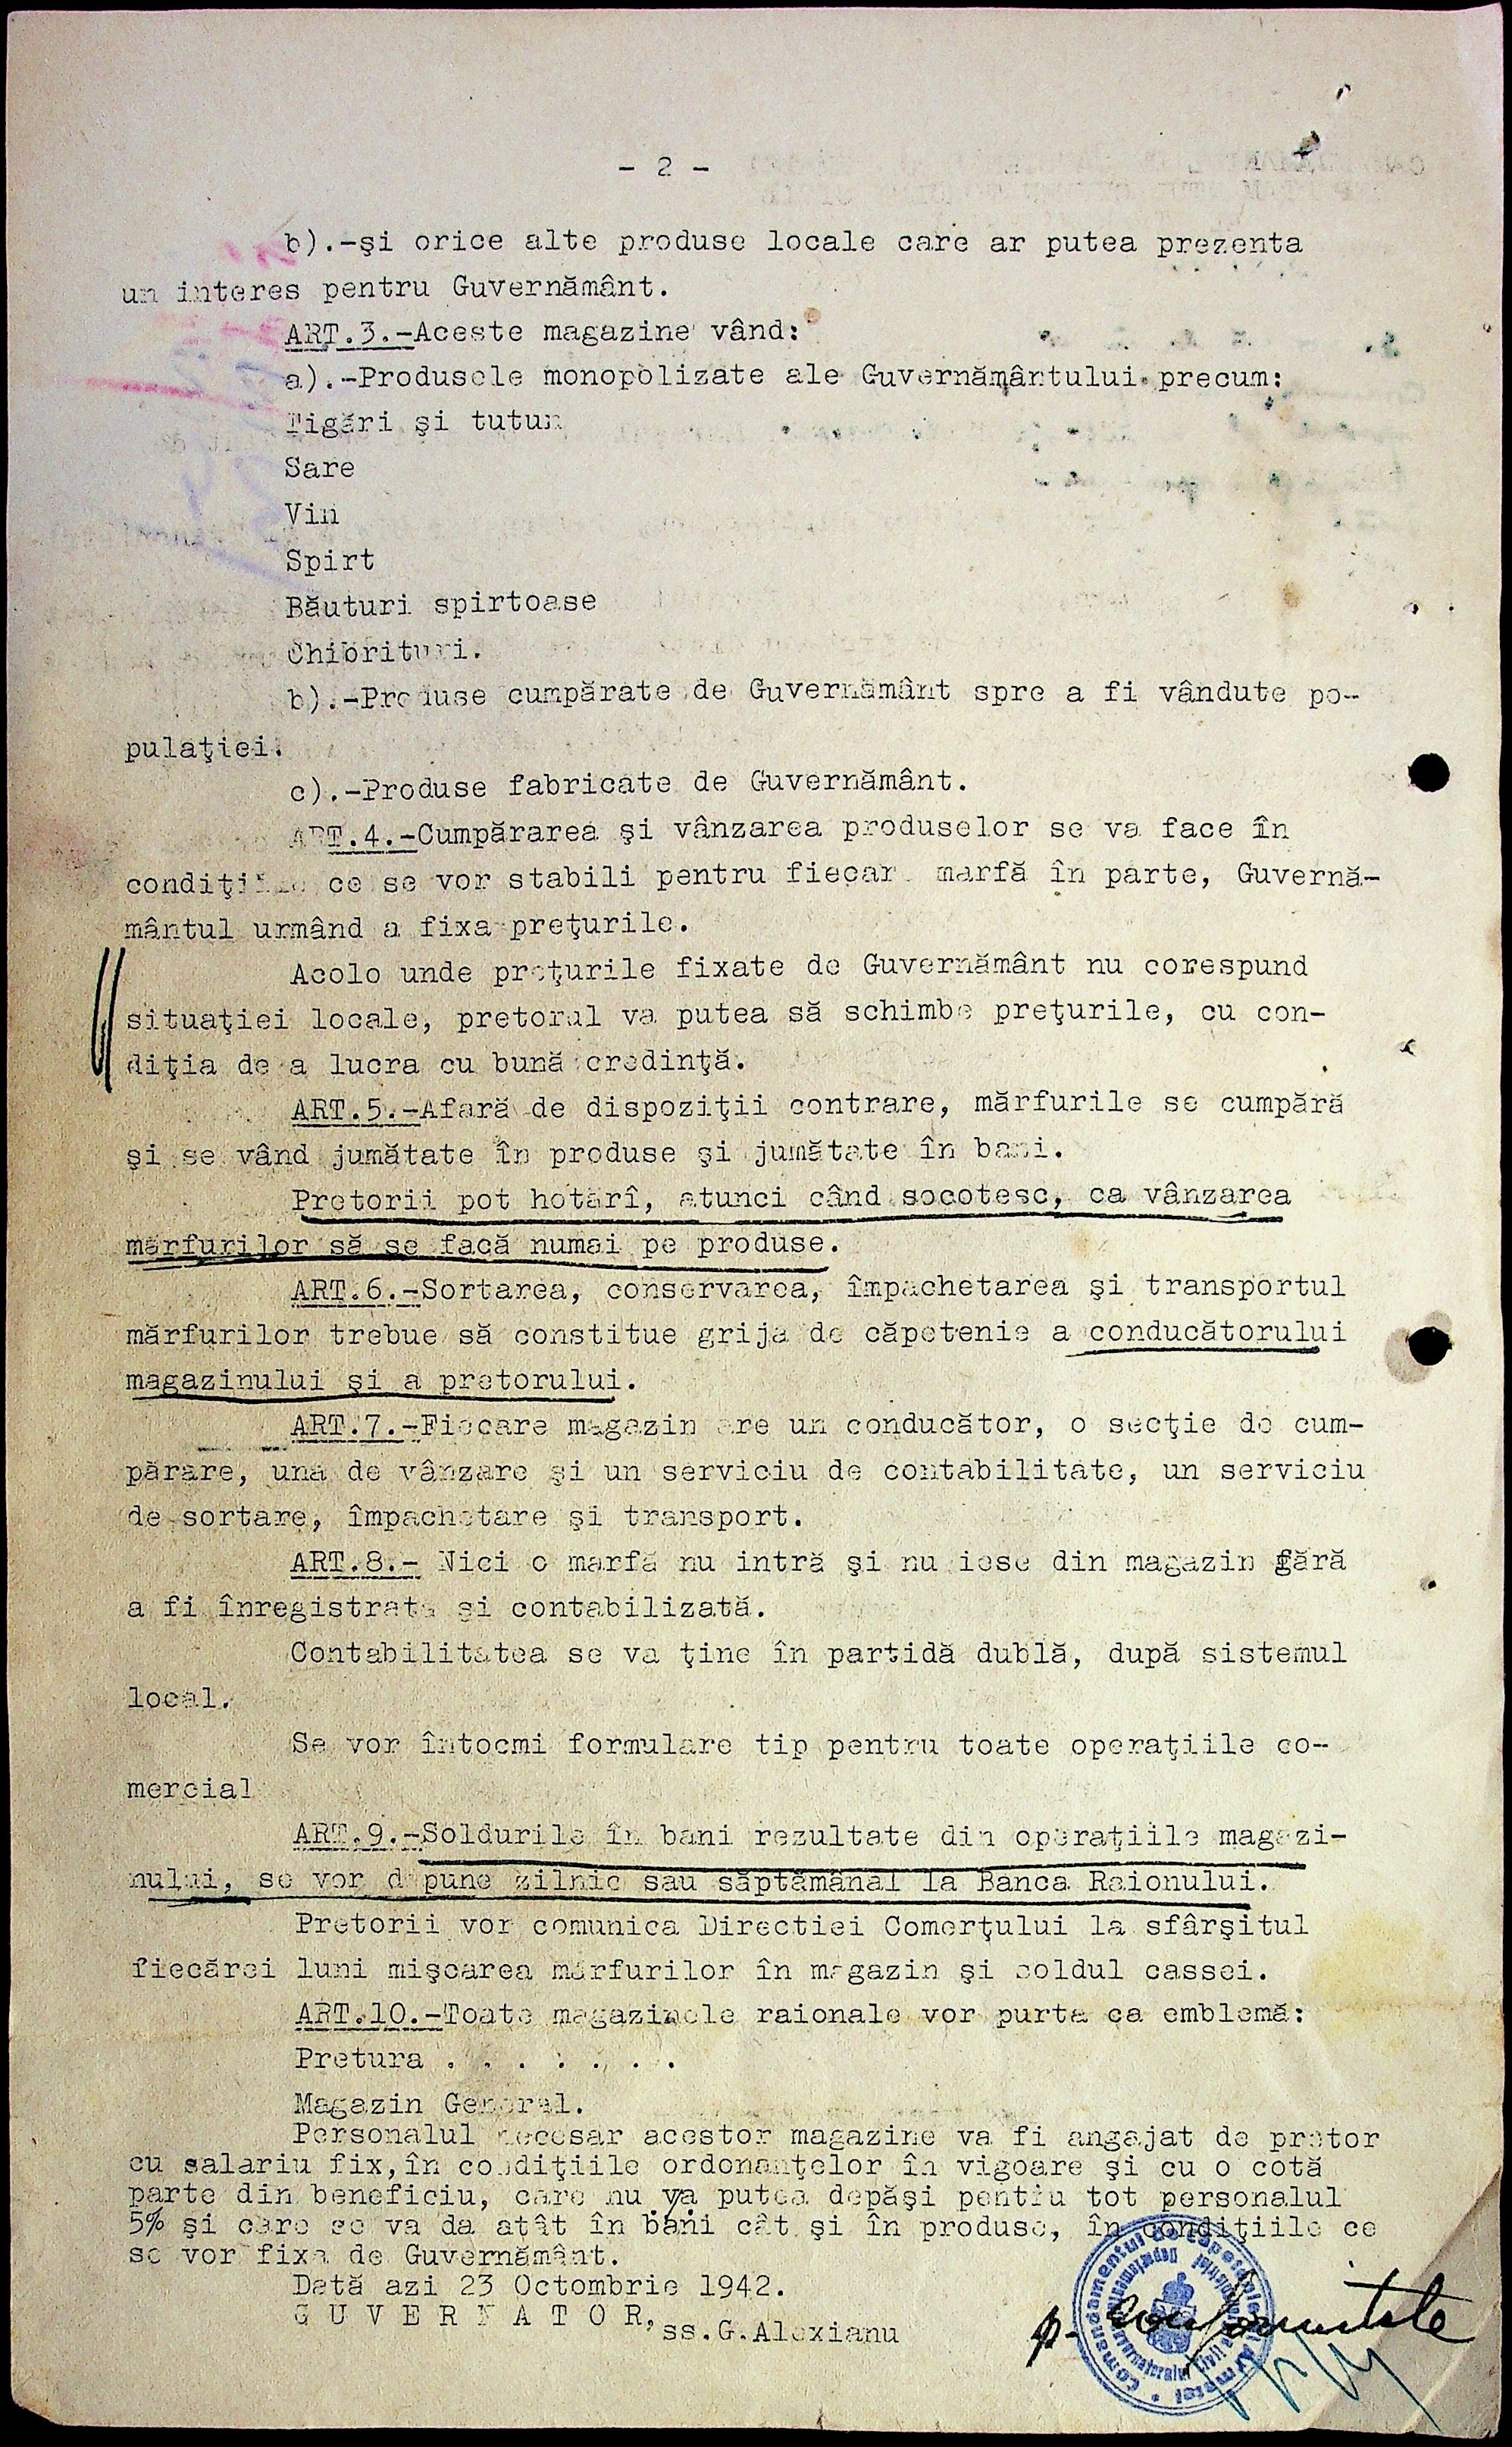 - 2 -
b).-şi orice alte produse locale care ar putea prezenta
un interes pentru Guvernământ.
ART.3.-Aceste magazine vând:
a).-Produsele monopolizate ale Guvernământului precum:
Ţigări şi tutun
Sare
Vin
Spirt
Băuturi spirtoase
Chibrituri.
b).-Produse cumpărate de Guvernământ spre a fi vândute po-
pulaţiei.
c).-Produse fabricate de Guvernământ.
ART.4.-Cumpărarea şi vânzarea produselor se va face în
condiţiile ce se vor stabili pentru fiecare marfă în parte, Guvernă-
mântul urmând a fixa preţurile.
Acolo unde preţurile fixate de Guvernământ nu corespund
situaţiei locale, pretorul va putea să schimbe preţurile, cu con-
diţia de a lucra cu bună credinţă.
ART.5.-Afară de dispoziţii contrare, mărfurile se cumpără
şi se vând jumătate în produse şi jumătate în bani.
Pretorii pot hotărî, atunci când socotesc, ca vânzarea
mărfurilor să se facă numai pe produse.
ART.6.-Sortarea, conservarea, împachetarea şi transportul
mărfurilor trebue să constitue grija de căpetenie a conducătorului
magazinului şi a pretorului.
ART.7.-Fiecare magazin are un conducător, o secţie de cum-
părare, una de vânzare şi un serviciu de contabilitate, un serviciu
de sortare, împachetare şi transport.
ART.8.- Nici o marfă nu intră şi nu iese din magazin fără
a fi înregistrată şi contabilizată.
Contabilitatea se va ţine în partidă dublă, după sistemul
local.
Se vor întocmi formulare tip pentru toate operaţiile co-
mercial
ART.9.-Soldurile în bani rezultate din operaţiile magazi-
nului, se vor depune zilnic sau săptămânal la Banca Raionului.
Pretorii vor comunica Directiei Comerţului la sfârşitul
fiecărei luni mişcarea mărfurilor în magazin şi soldul cassei.
ART.10.-Toate magazinele raionale vor purta ca emblemă:
Pretura . . . . . . .
Magazin General.
Personalul necesar acestor magazine va fi angajat de pretor
cu salariu fix,în condiţiile ordonanţelor în vigoare şi cu o cotă
parte din beneficiu, care nu va putea depăşi pentru tot personalul
5% şi care se va da atât în bani cât şi în produse, în condiţiile ce
se vor fixa de Guvernământ.
Dată azi 23 Octombrie 1942.
G U V E R N A T O R,
ss.G.Alexianu
p. conformitate